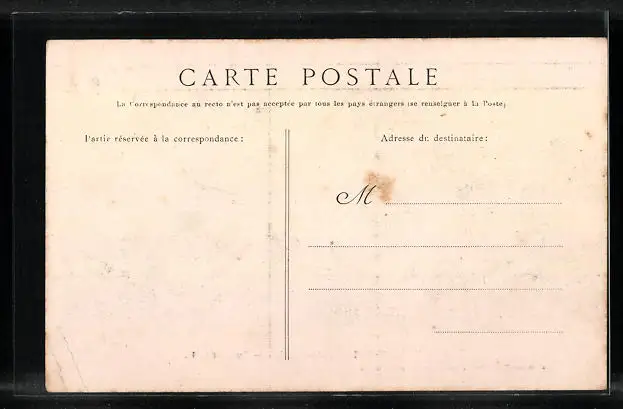 CARTE POSTALE
La Correspondance au recto n'est pas acceptée par tous les pays étrangers (se renseigner à la Poste)
Partie réservée à la correspondance :
Adresse du destinataire :
M